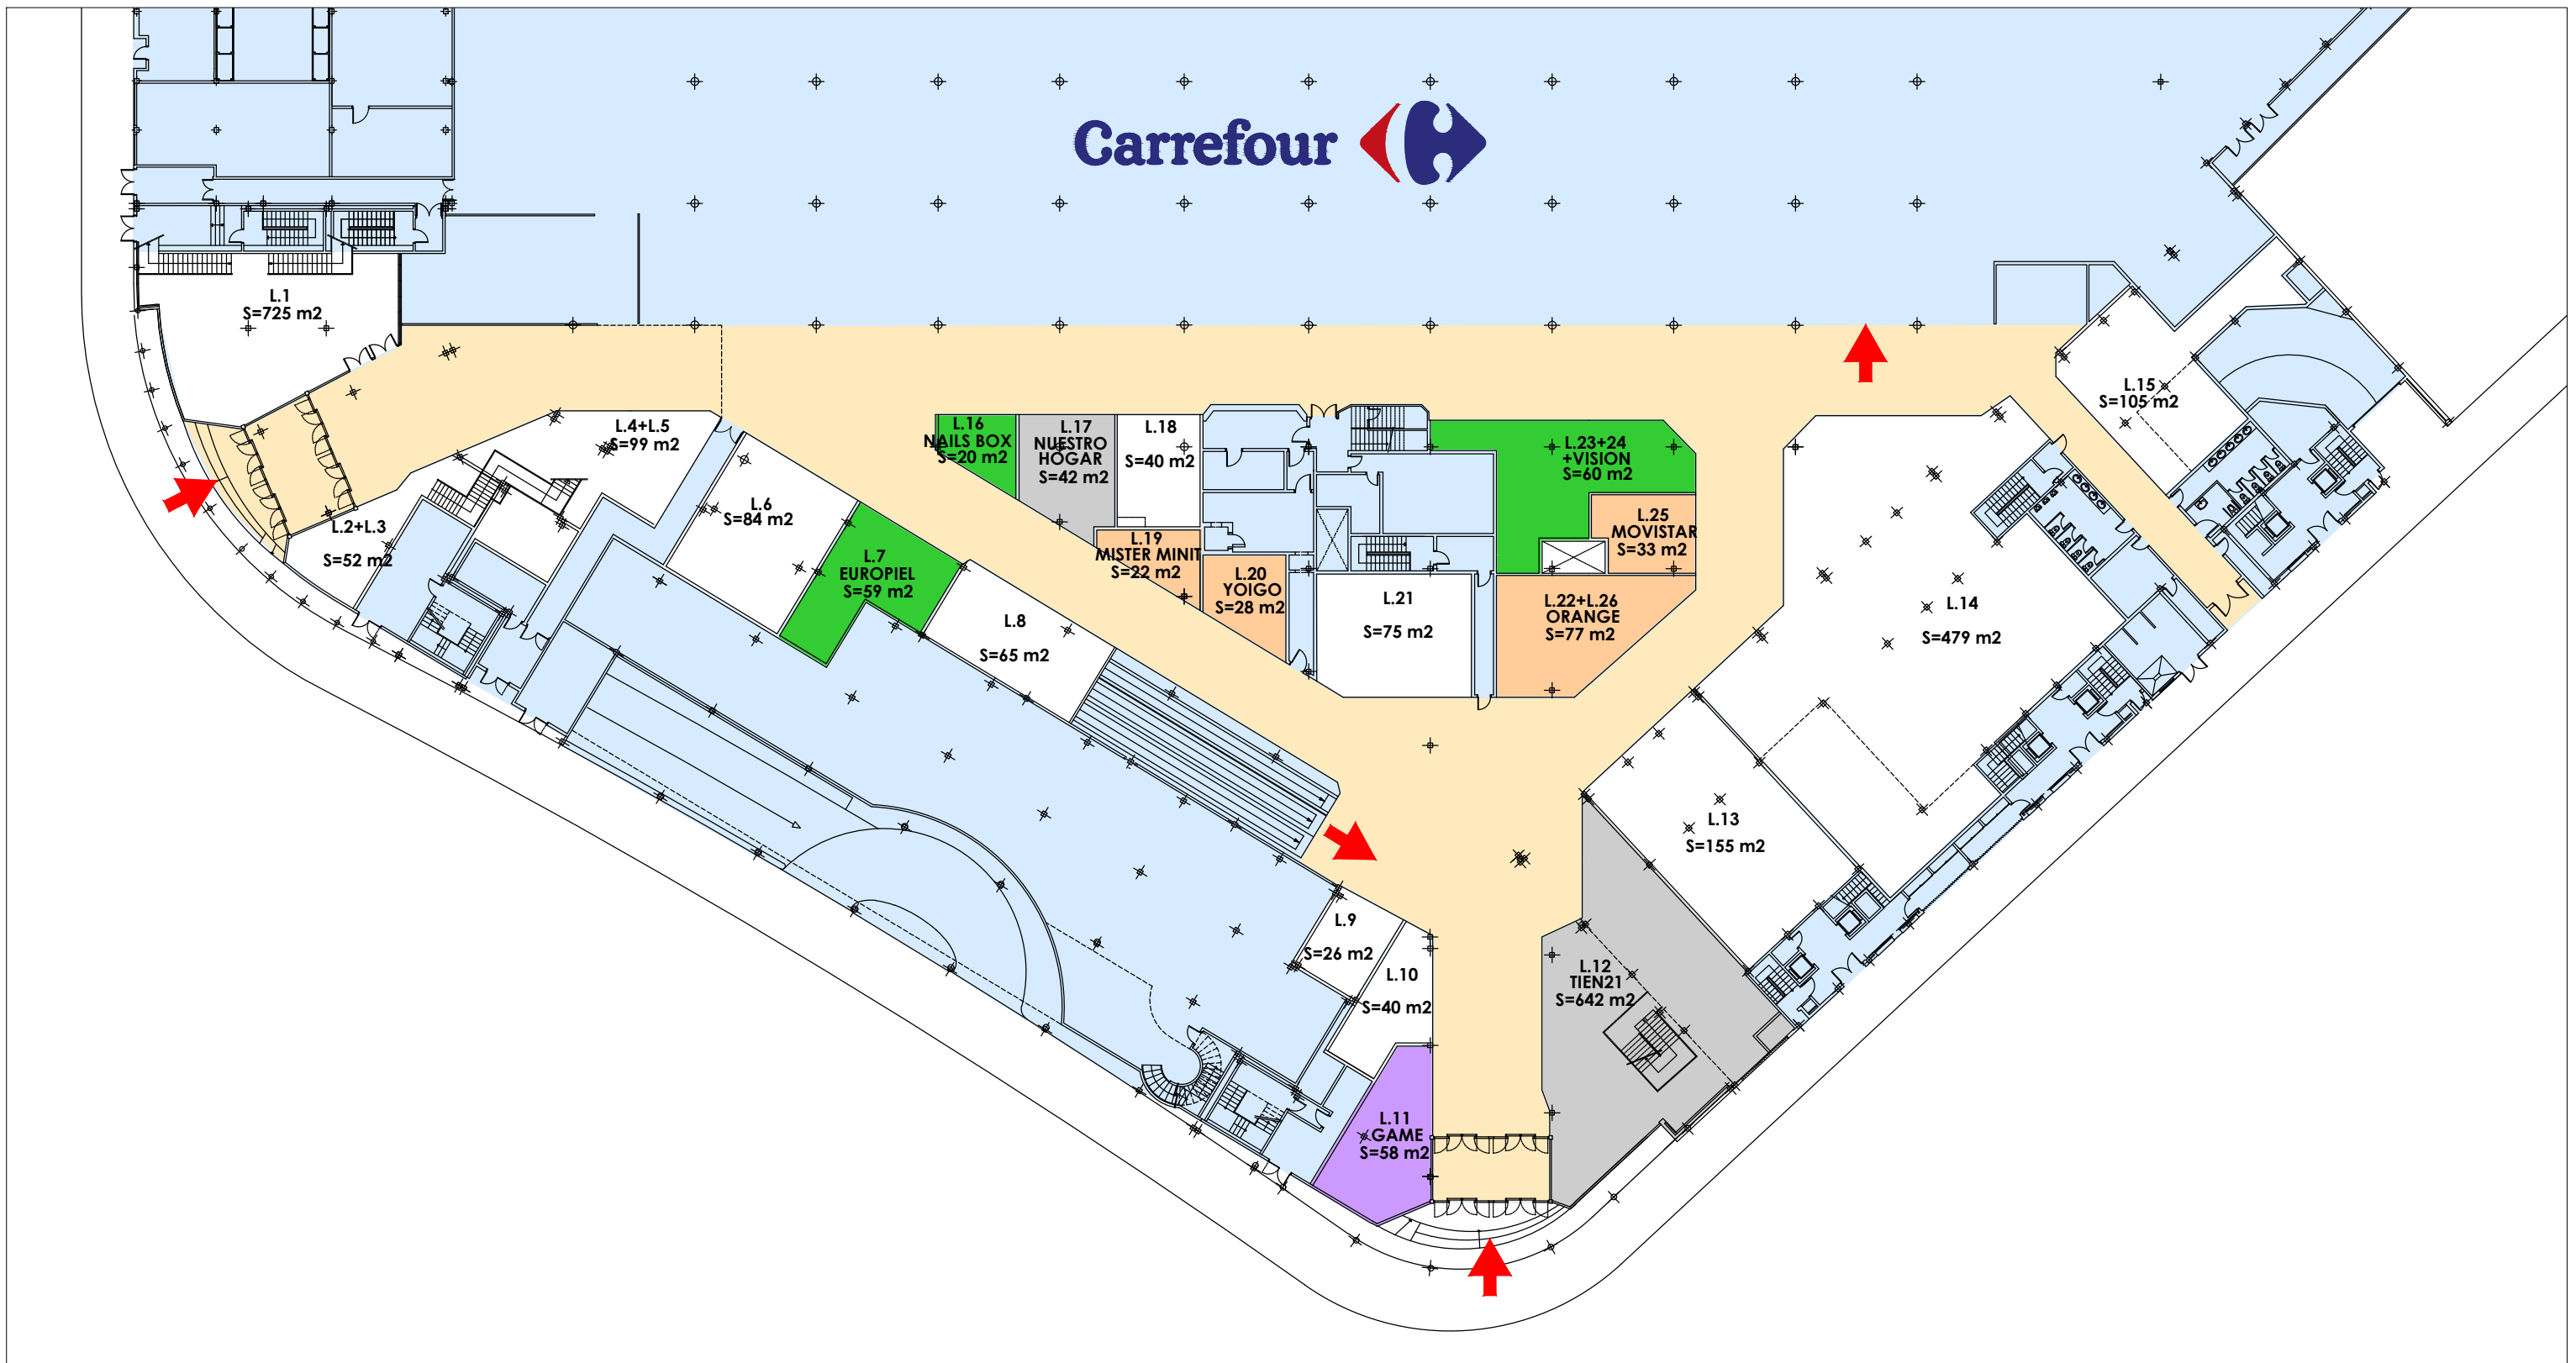 Carrefour
L.1
S=725 m2
L.4+L.5
S=99 m2
L.2+L.3
S=52 m2
L.6
S=84 m2
L.7
EUROPIEL
S=59 m2
L.8
S=65 m2
L.16
NAILS BOX
S=20 m2
L.17
NUESTRO
HOGAR
S=42 m2
L.18
S=40 m2
L.19
MISTER MINIT
S=22 m2
L.20
YOIGO
S=28 m2
L.21
S=75 m2
L.23+24
+VISION
S=60 m2
L.25
MOVISTAR
S=33 m2
L.22+L.26
ORANGE
S=77 m2
L.15
S=105 m2
L.14
S=479 m2
L.13
S=155 m2
L.9
S=26 m2
L.10
S=40 m2
L.12
TIEN21
S=642 m2
L.11
GAME
S=58 m2